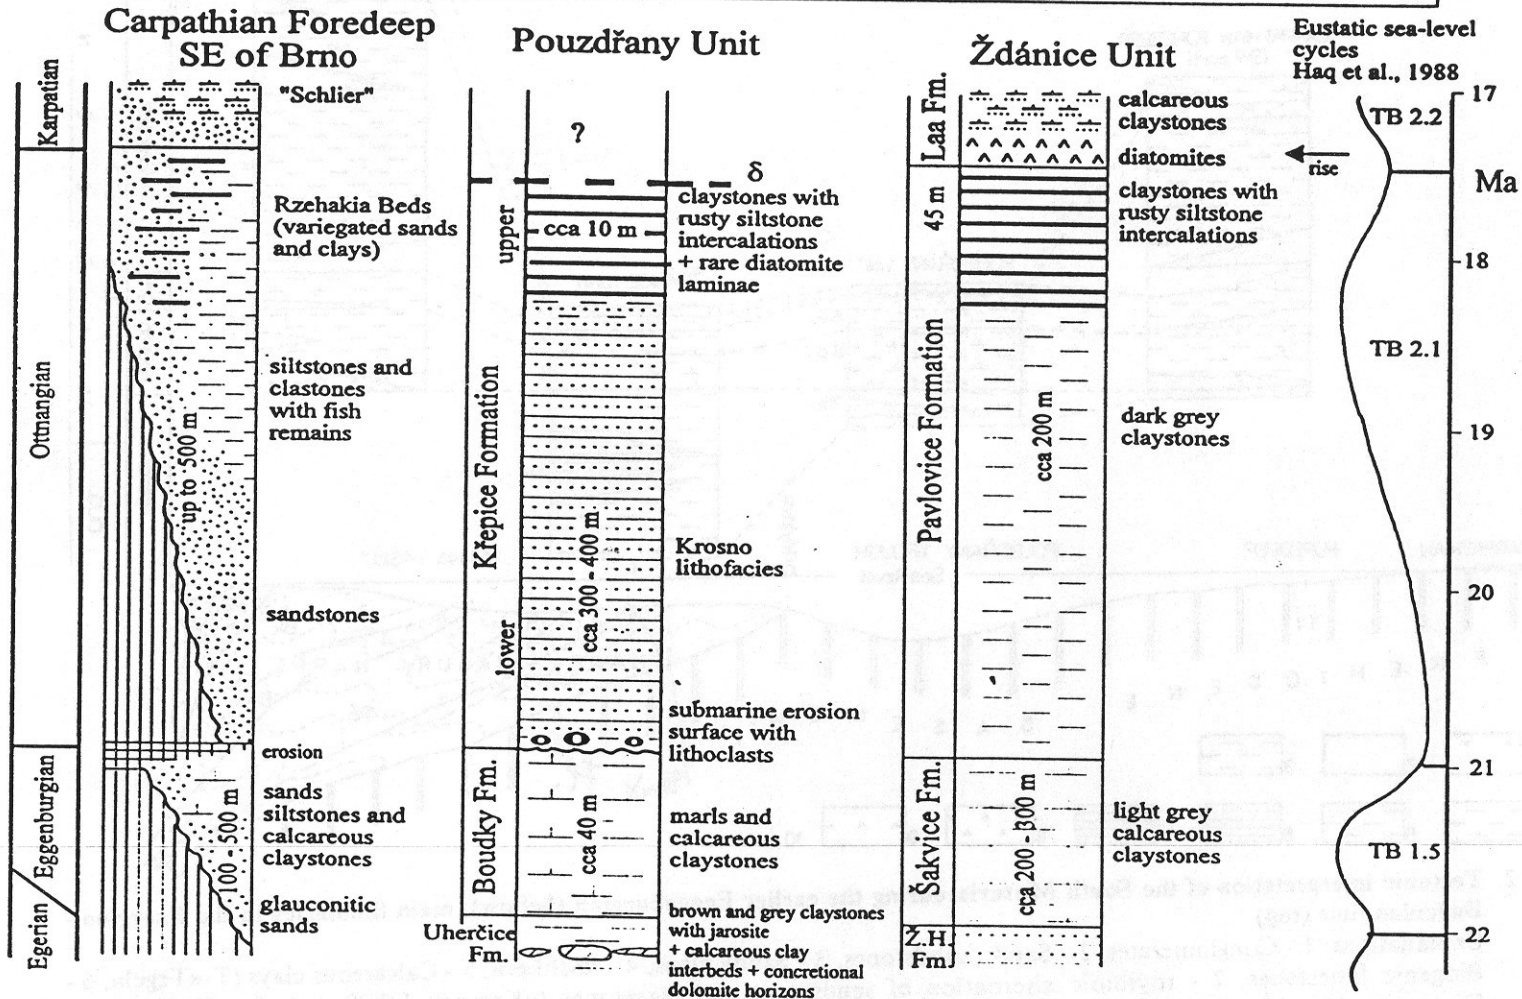 Carpathian Foredeep
SE of Brno
Karpatian
Ottnangian
Eggenburgian
Egerian
"Schlier"
Rzehakia Beds
(variegated sands
and clays)
siltstones and
clastones
with fish
remains
up to 500 m
sandstones
erosion
sands
siltstones and
calcareous
claystones
100 - 500 m
glauconitic
sands
Pouzdřany Unit
?
δ
upper
cca 10 m
claystones with
rusty siltstone
intercalations
+ rare diatomite
laminae
Křepice Formation
cca 300 - 400 m
Krosno
lithofacies
lower
submarine erosion
surface with
lithoclasts
Boudky Fm.
cca 40 m
marls and
calcareous
claystones
Uherčice
Fm.
brown and grey claystones
with jarosite
+ calcareous clay
interbeds + concretional
dolomite horizons
Ždánice Unit
Laa Fm.
calcareous
claystones
diatomites
45 m
claystones with
rusty siltstone
intercalations
Pavlovice Formation
cca 200 m
dark grey
claystones
Šakvice Fm.
cca 200 - 300 m
light grey
calcareous
claystones
Ž.H.
Fm.
Eustatic sea-level
cycles
Haq et al., 1988
17
TB 2.2
rise
Ma
18
TB 2.1
19
20
21
TB 1.5
22